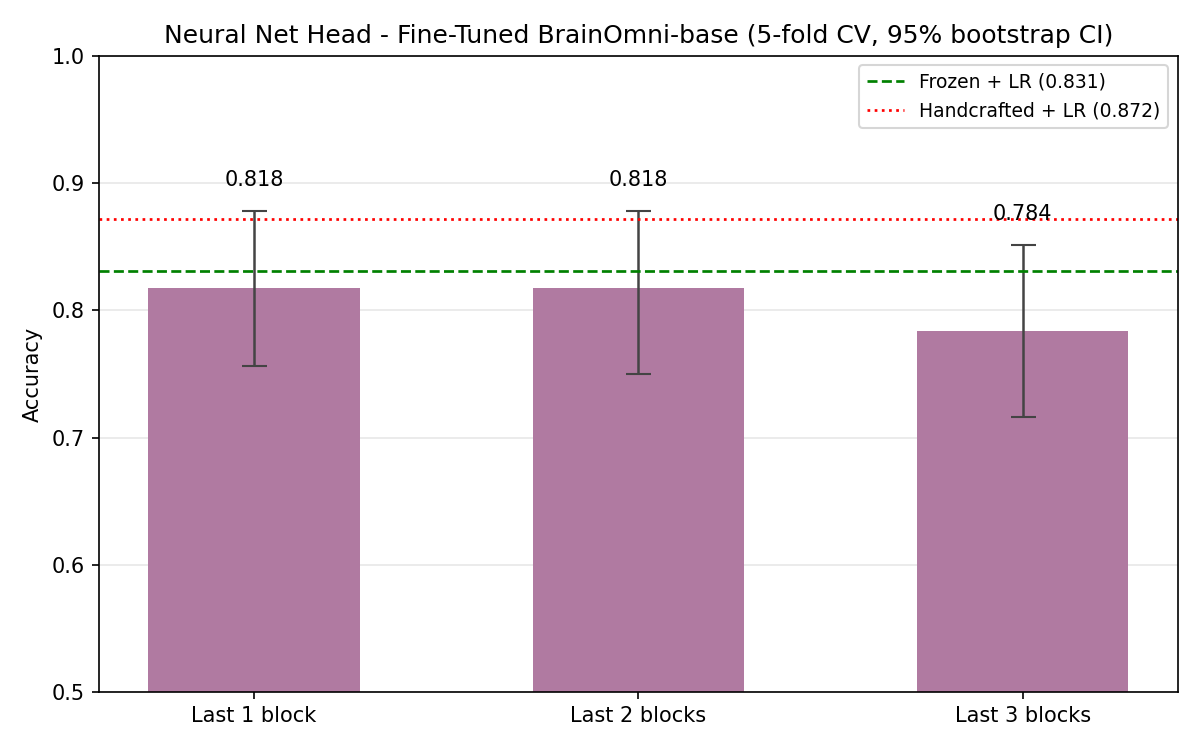 Neural Net Head - Fine-Tuned BrainOmni-base (5-fold CV, 95% bootstrap CI)
Frozen + LR (0.831)
Handcrafted + LR (0.872)
0.818
0.818
0.784
1.0
0.9
0.8
0.7
0.6
0.5
Accuracy
Last 1 block
Last 2 blocks
Last 3 blocks